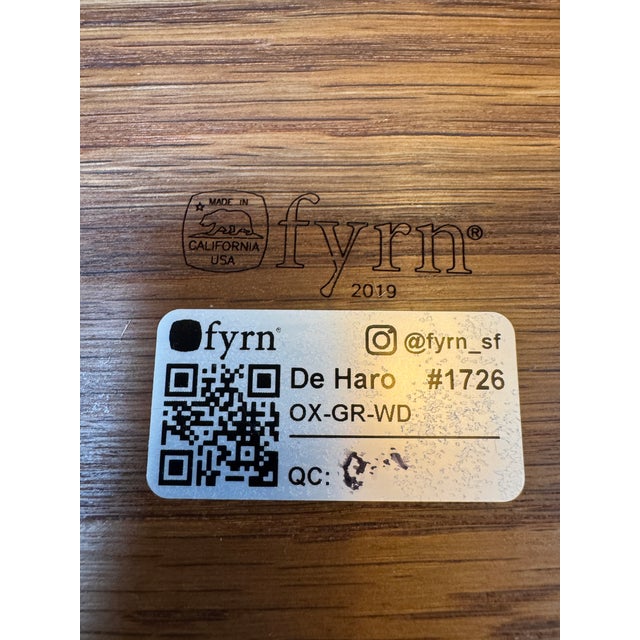 MADE IN
CALIFORNIA
USA
fyrn®
2019
fyrn®
@fyrn_sf
De Haro #1726
OX-GR-WD
QC: